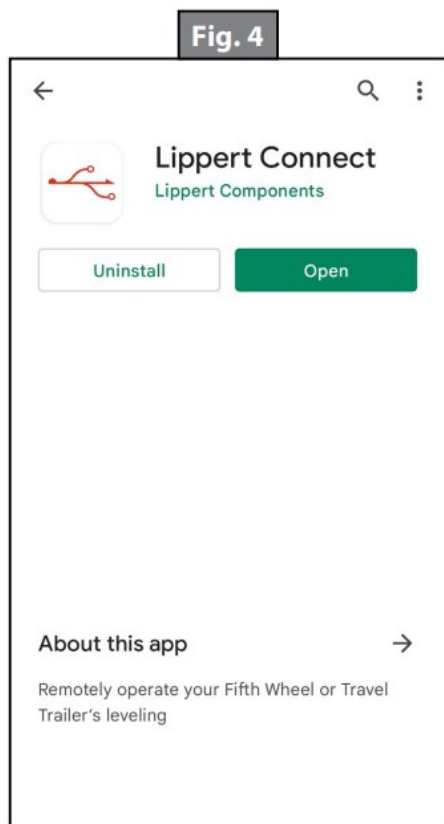 Fig. 4
Lippert Connect
Lippert Components
Uninstall
Open
About this app
Remotely operate your Fifth Wheel or Travel
Trailer's leveling